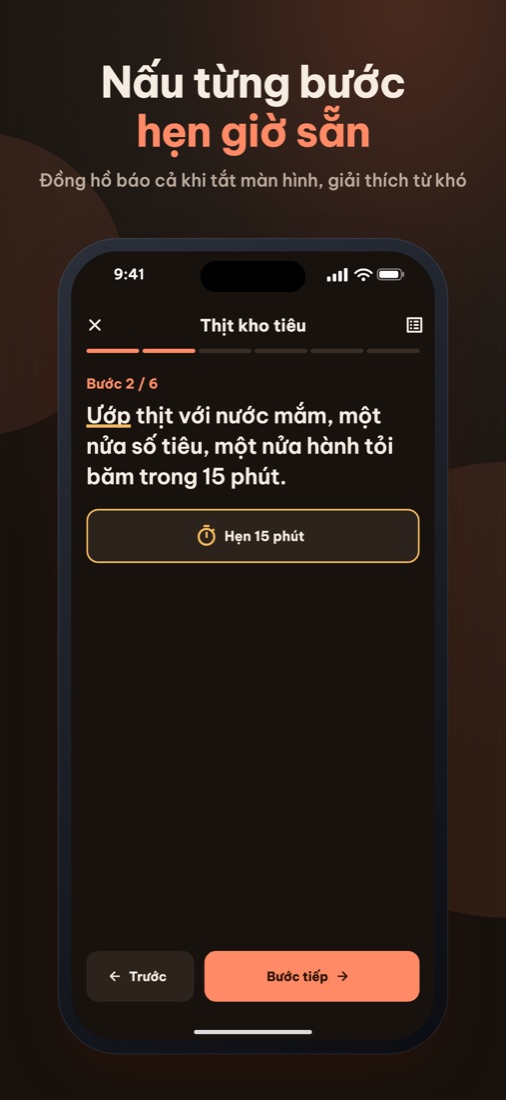 Nấu từng bước
hẹn giờ sẵn
Đồng hồ báo cả khi tắt màn hình, giải thích từ khó
9:41
Thịt kho tiêu
Bước 2 / 6
Ướp thịt với nước mắm, một
nửa số tiêu, một nửa hành tỏi
băm trong 15 phút.
Hẹn 15 phút
← Trước
Bước tiếp →